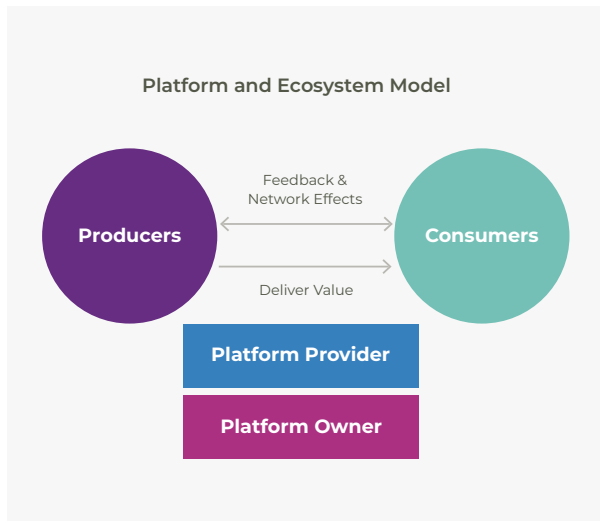 Platform and Ecosystem Model
Feedback &
Network Effects
Producers
Consumers
Deliver Value
Platform Provider
Platform Owner